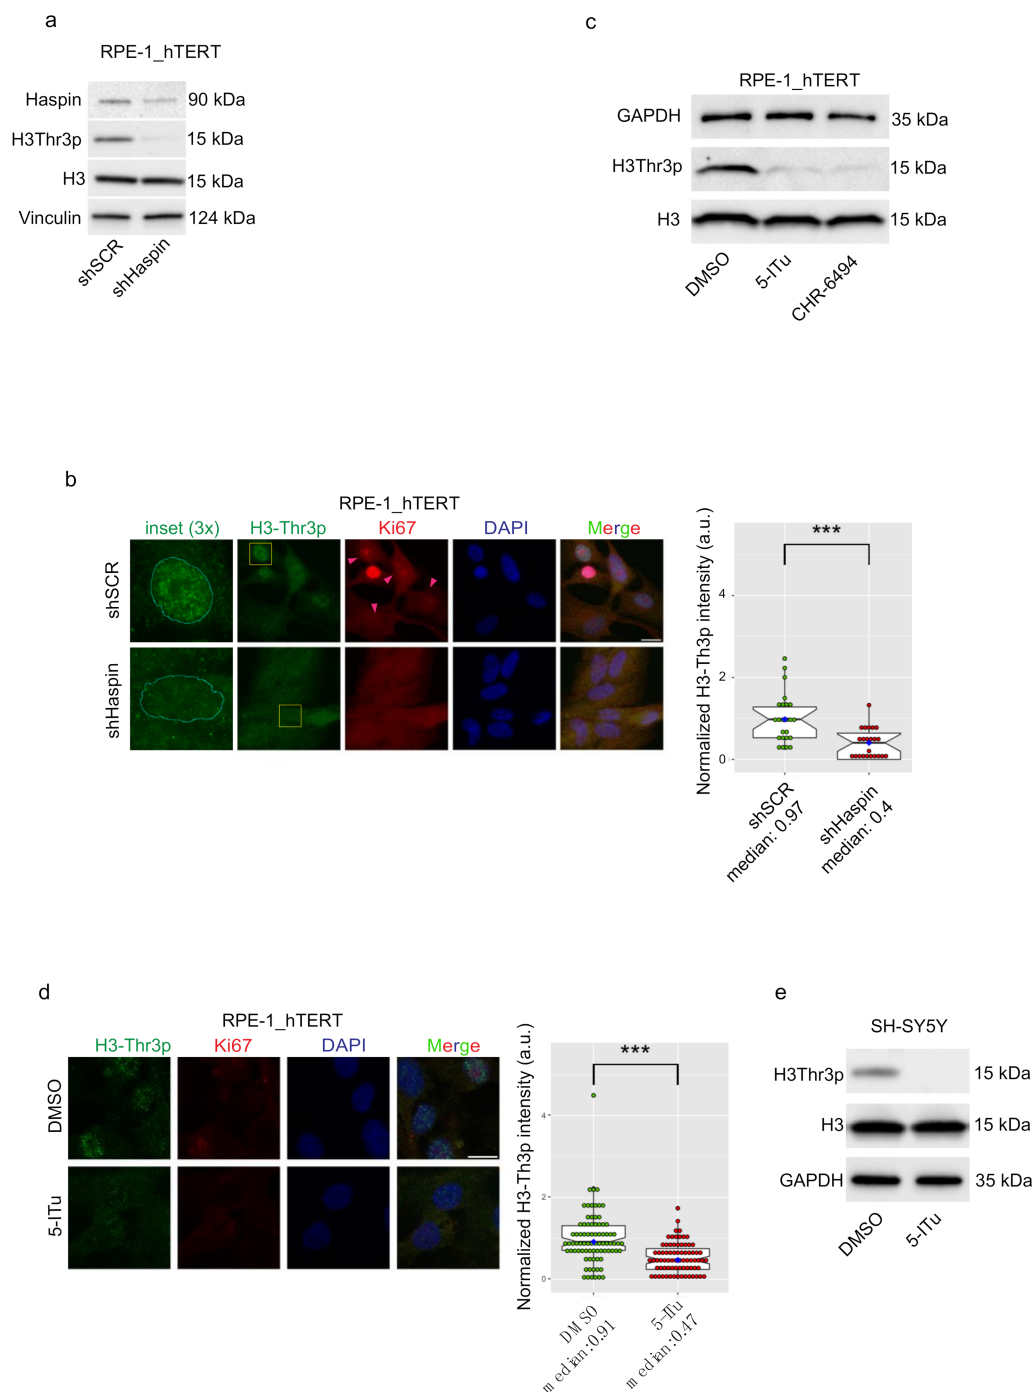 a
RPE-1_hTERT
Haspin
90 kDa
H3Thr3p
15 kDa
H3
15 kDa
Vinculin
124 kDa
shSCR
shHaspin
c
RPE-1_hTERT
GAPDH
35 kDa
H3Thr3p
15 kDa
H3
15 kDa
DMSO
5-ITu
CHR-6494
b
RPE-1_hTERT
inset (3x)
H3-Thr3p
Ki67
DAPI
Merge
shSCR
shHaspin
Normalized H3-Th3p intensity (a.u.)
***
4
2
0
shSCR
median: 0.97
shHaspin
median: 0.4
d
RPE-1_hTERT
H3-Thr3p
Ki67
DAPI
Merge
DMSO
5-ITu
Normalized H3-Th3p intensity (a.u.)
***
4
2
0
DMSO
median:0.91
5-ITu
median:0.47
e
SH-SY5Y
H3Thr3p
15 kDa
H3
15 kDa
GAPDH
35 kDa
DMSO
5-ITu